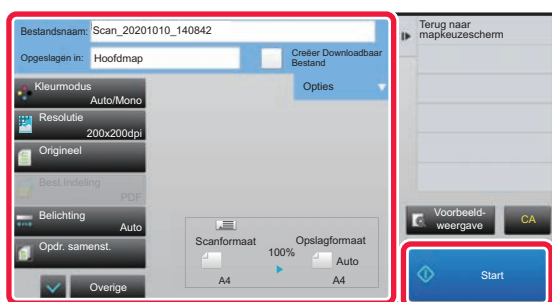 Bestandsnaam: Scan_20201010_140842
Opgeslagen in: Hoofdmap
Creëer Downloadbaar
Bestand
Opties
Kleurmodus
Auto/Mono
Resolutie
200x200dpi
Origineel
Best.Indeling
PDF
Belichting
Auto
Opdr. samenst.
Overige
Scanformaat
A4
100%
Opslagformaat
Auto
A4
Terug naar
mapkeuzescherm
Voorbeeld-
weergave
CA
Start